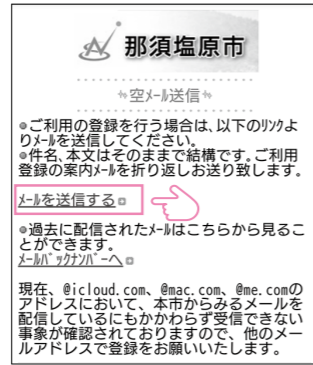 那須塩原市
空ﾒｰﾙ送信
◎ご利用の登録を行う場合は、以下のﾘﾝｸよ
りﾒｰﾙを送信してください。
◎件名、本文はそのままで結構です。ご利用
登録の案内ﾒｰﾙを折り返しお送り致します。
ﾒｰﾙを送信する
◎過去に配信されたﾒｰﾙはこちらから見るこ
とができます。
ﾒｰﾙﾊﾞｯｸﾅﾝﾊﾞｰへ
現在、@icloud.com、@mac.com、@me.comの
アドレスにおいて、本市からみるメールを
配信しているにもかかわらず受信できない
事象が確認されておりますので、他のメー
ルアドレスで登録をお願いいたします。